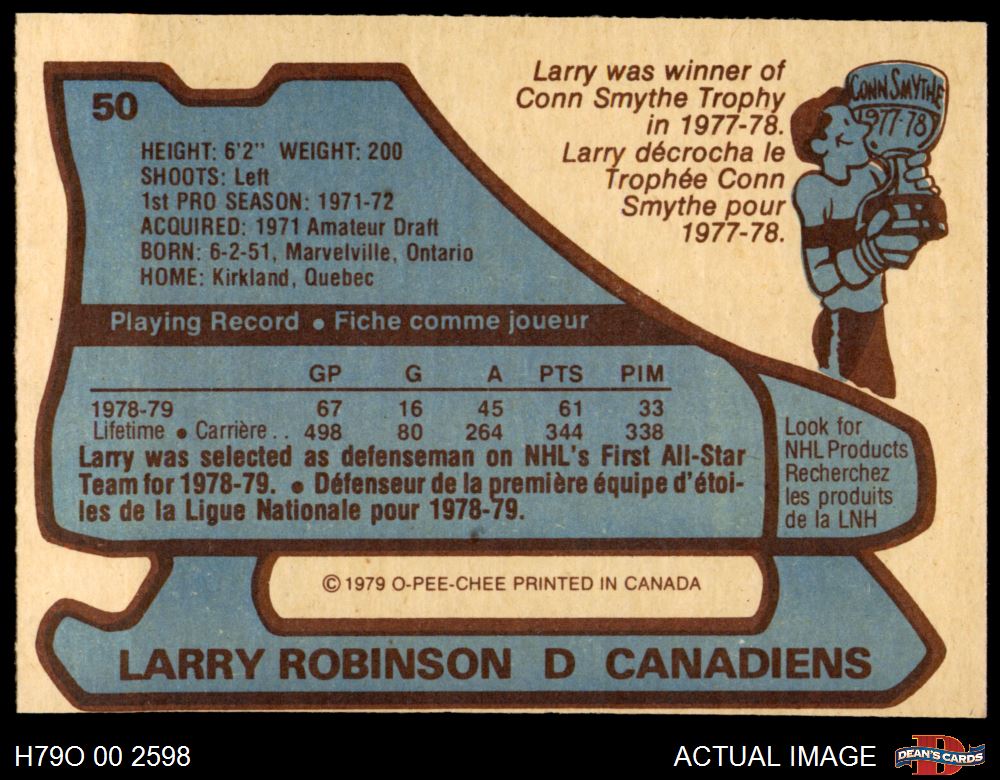 50
HEIGHT: 6'2" WEIGHT: 200
SHOOTS: Left
1st PRO SEASON: 1971-72
ACQUIRED: 1971 Amateur Draft
BORN: 6-2-51, Marvelville, Ontario
HOME: Kirkland, Quebec
Larry was winner of
Conn Smythe Trophy
in 1977-78.
Larry décrocha le
Trophée Conn
Smythe pour
1977-78.
CONN SMYTHE
1977-78
Playing Record • Fiche comme joueur
GP G A PTS PIM
1978-79 67 16 45 61 33
Lifetime • Carrière . . 498 80 264 344 338
Larry was selected as defenseman on NHL's First All-Star
Team for 1978-79. • Défenseur de la première équipe d'étoi-
les de la Ligue Nationale pour 1978-79.
Look for
NHL Products
Recherchez
les produits
de la LNH
© 1979 O-PEE-CHEE PRINTED IN CANADA
LARRY ROBINSON D CANADIENS
H79O 00 2598
ACTUAL IMAGE
D
DEAN'S CARDS